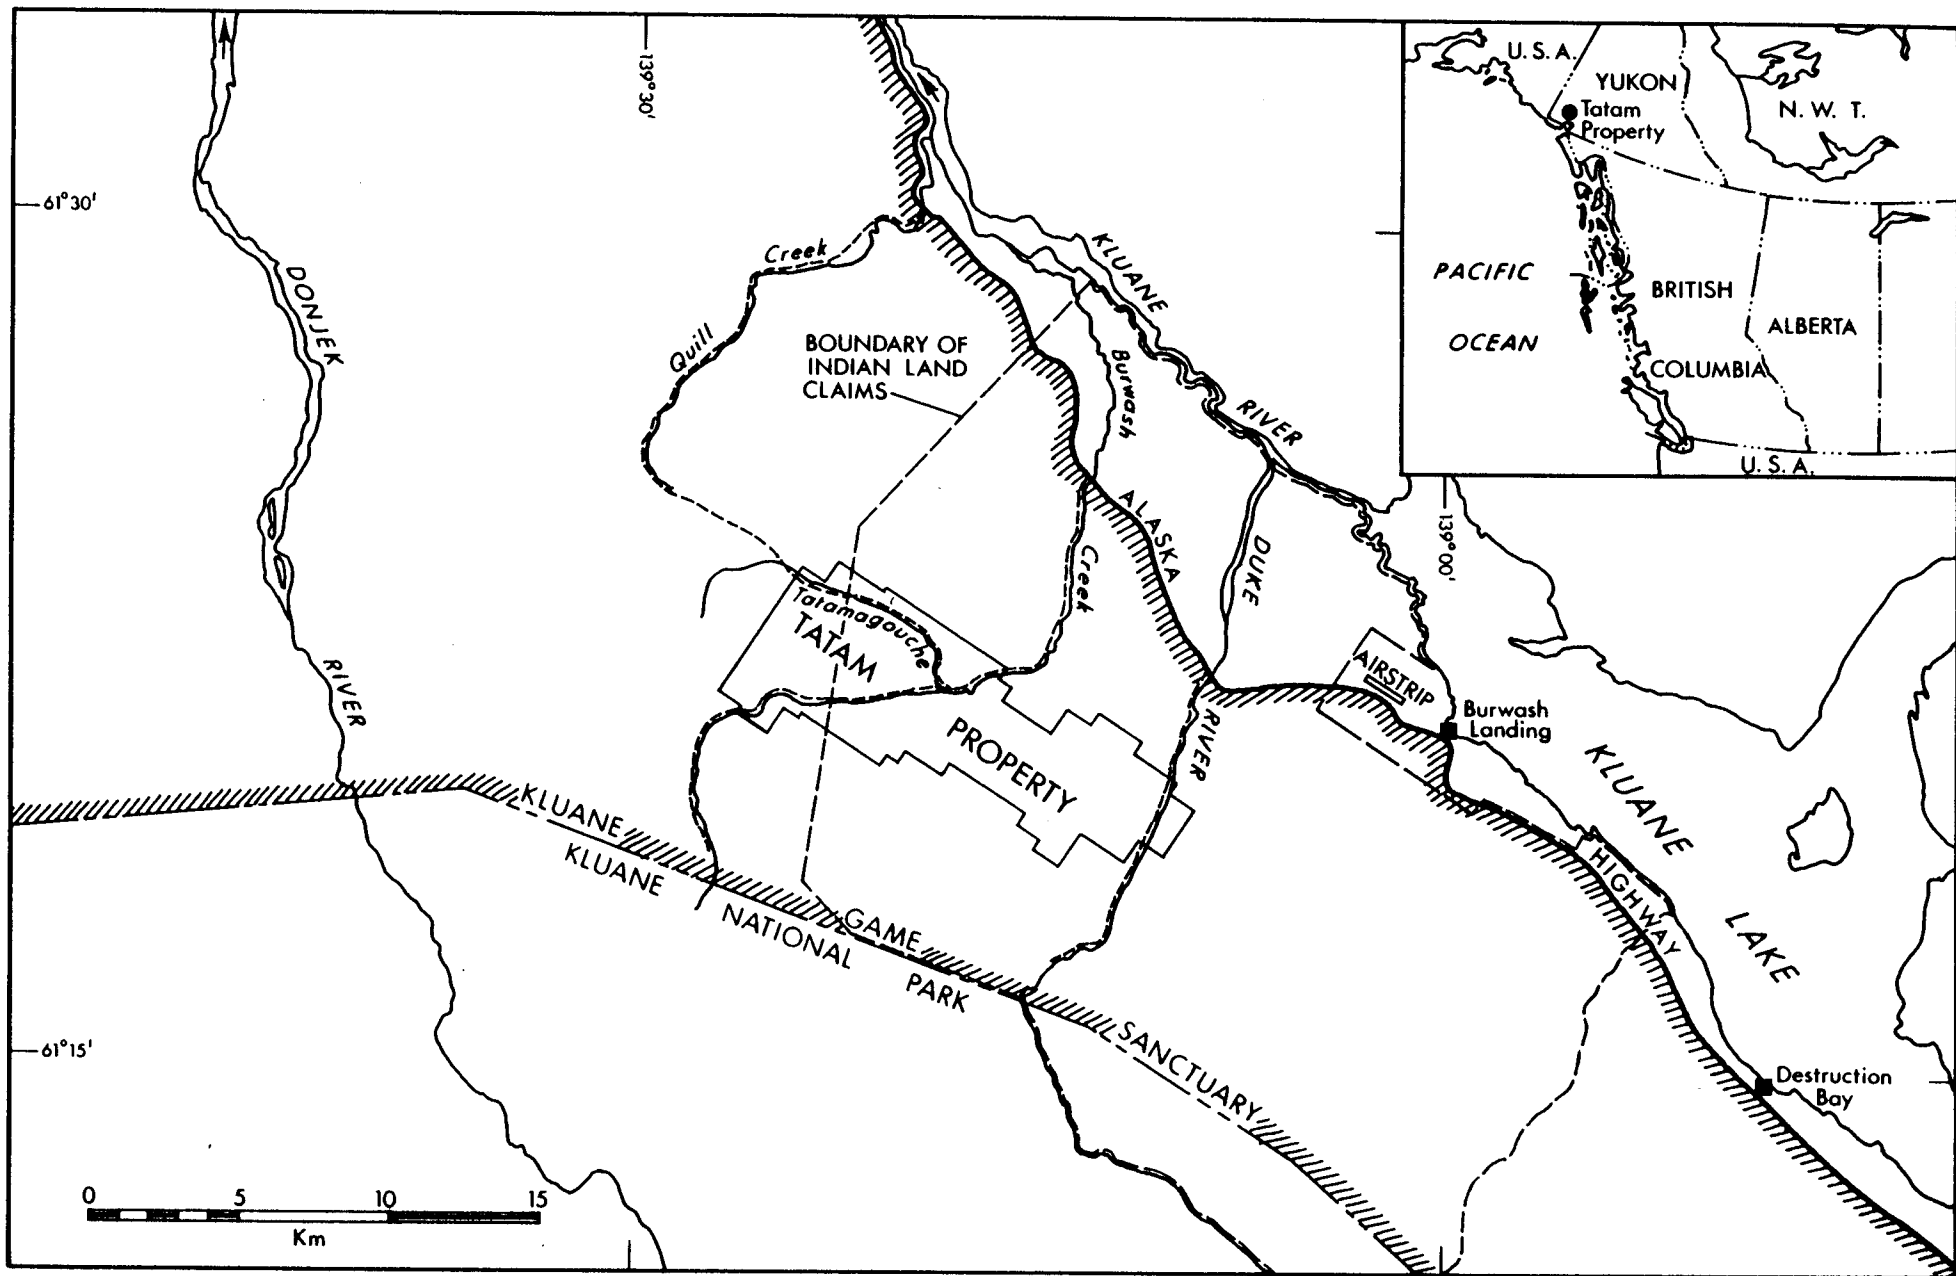 139°30'
61°30'
DONJEK
RIVER
Creek
Quill
BOUNDARY OF
INDIAN LAND
CLAIMS
KLUANE
RIVER
Burwash
Creek
ALASKA
HIGHWAY
DUKE
RIVER
Tatamagouche
TATAM
PROPERTY
AIRSTRIP
Burwash
Landing
139°00'
KLUANE
LAKE
KLUANE
GAME
SANCTUARY
KLUANE
NATIONAL
PARK
61°15'
Destruction
Bay
0 5 10 15
Km
U.S.A.
YUKON
Tatam
Property
N. W. T.
PACIFIC
OCEAN
BRITISH
COLUMBIA
ALBERTA
U. S. A.